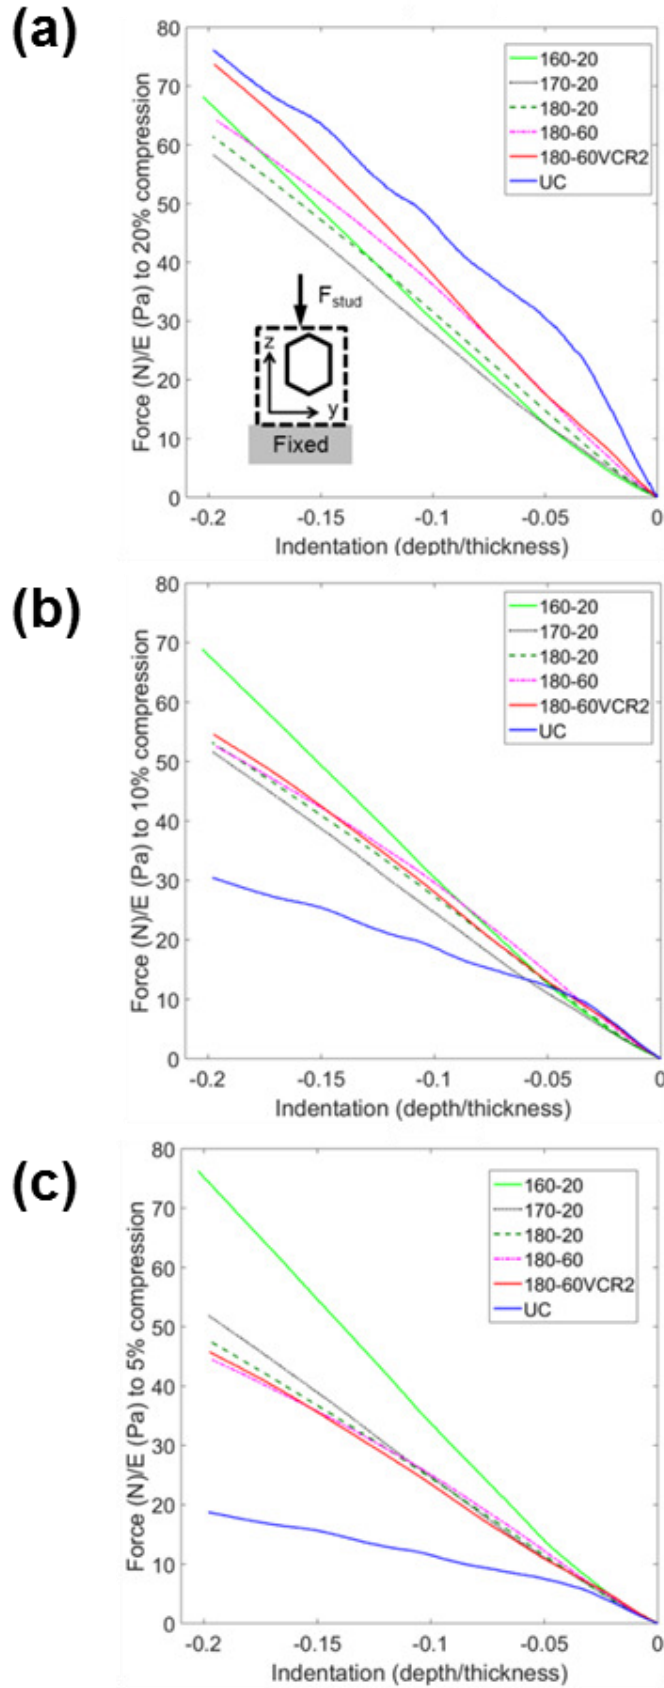 (a)
Force (N)/E (Pa) to 20% compression
80
70
60
50
40
30
20
10
0
160-20
170-20
180-20
180-60
180-60VCR2
UC
Fstud
z
y
Fixed
-0.2 -0.15 -0.1 -0.05 0
Indentation (depth/thickness)
(b)
Force (N)/E (Pa) to 10% compression
80
70
60
50
40
30
20
10
0
160-20
170-20
180-20
180-60
180-60VCR2
UC
-0.2 -0.15 -0.1 -0.05 0
Indentation (depth/thickness)
(c)
Force (N)/E (Pa) to 5% compression
80
70
60
50
40
30
20
10
0
160-20
170-20
180-20
180-60
180-60VCR2
UC
-0.2 -0.15 -0.1 -0.05 0
Indentation (depth/thickness)